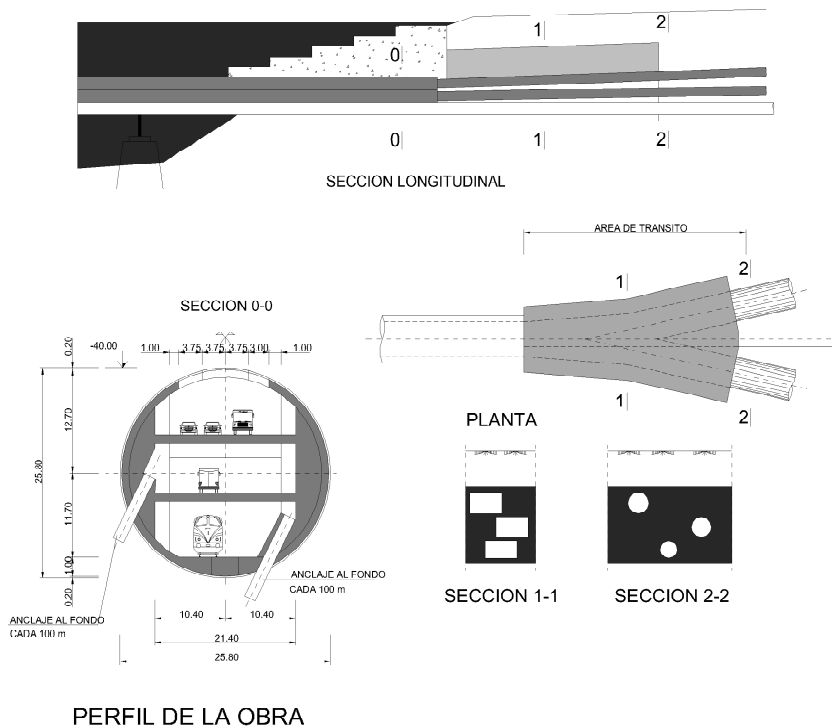 0
1
2
0
1
2
SECCION LONGITUDINAL
AREA DE TRANSITO
1
2
SECCION 0-0
0.20
-40.00
1.00 3.75 3.75 3.75 3.00 1.00
12.70
25.80
11.70
1.00
0.20
1
2
PLANTA
ANCLAJE AL FONDO
CADA 100 m
ANCLAJE AL FONDO
CADA 100 m
10.40 10.40
21.40
25.80
SECCION 1-1
SECCION 2-2
PERFIL DE LA OBRA